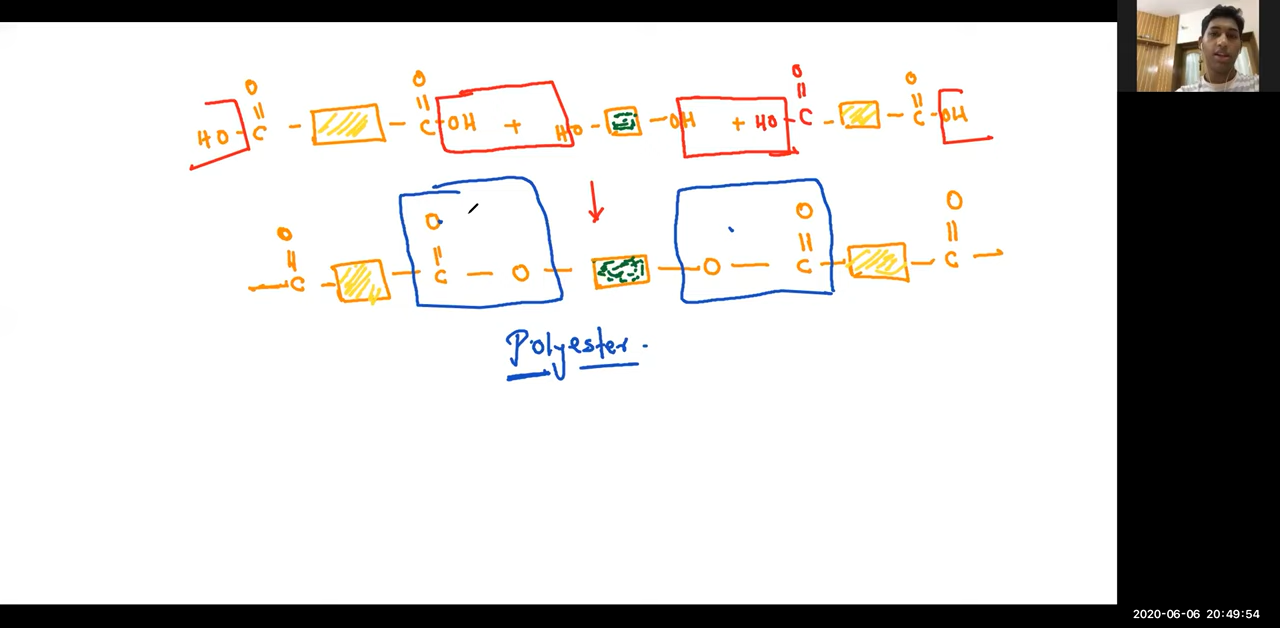 O O O O
HO - C - - C - OH + HO - - OH + HO - C - - C - OH
O O O O
- C - - C - O - - O - C - - C -
Polyester.
2020-06-06 20:49:54